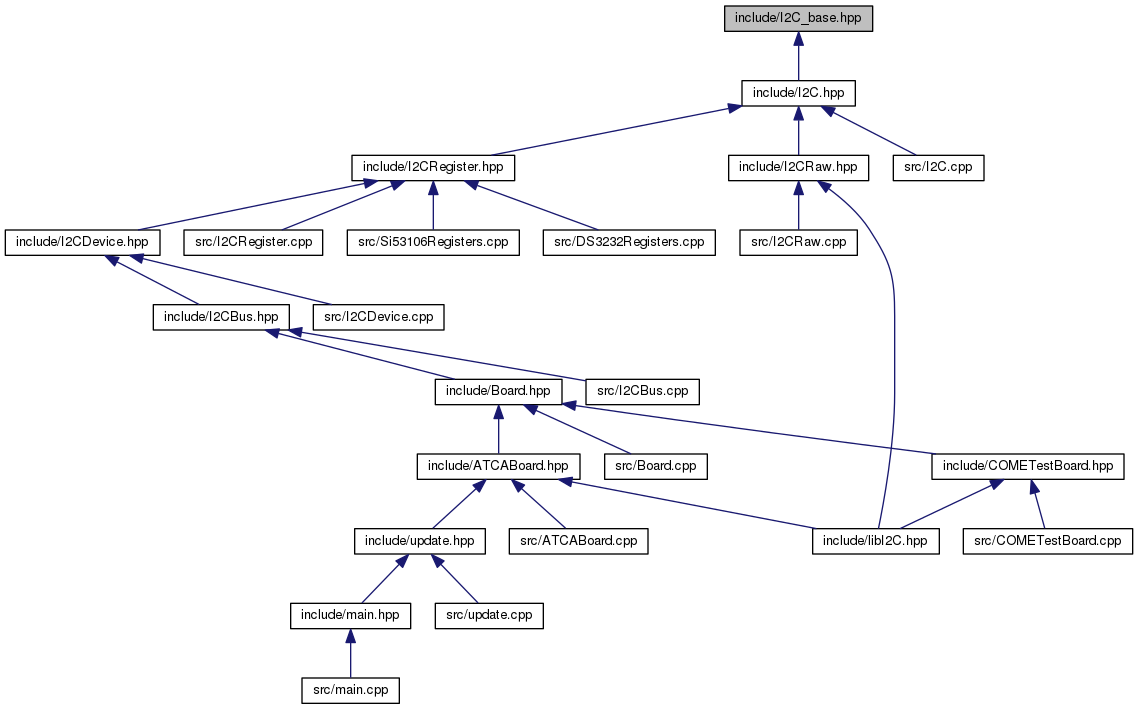 include/I2C_base.hpp
include/I2C.hpp
include/I2CRegister.hpp
include/I2CRaw.hpp
src/I2C.cpp
include/I2CDevice.hpp
src/I2CRegister.cpp
src/Si53106Registers.cpp
src/DS3232Registers.cpp
src/I2CRaw.cpp
include/I2CBus.hpp
src/I2CDevice.cpp
include/Board.hpp
src/I2CBus.cpp
include/ATCABoard.hpp
src/Board.cpp
include/COMETestBoard.hpp
include/update.hpp
src/ATCABoard.cpp
include/libI2C.hpp
src/COMETestBoard.cpp
include/main.hpp
src/update.cpp
src/main.cpp